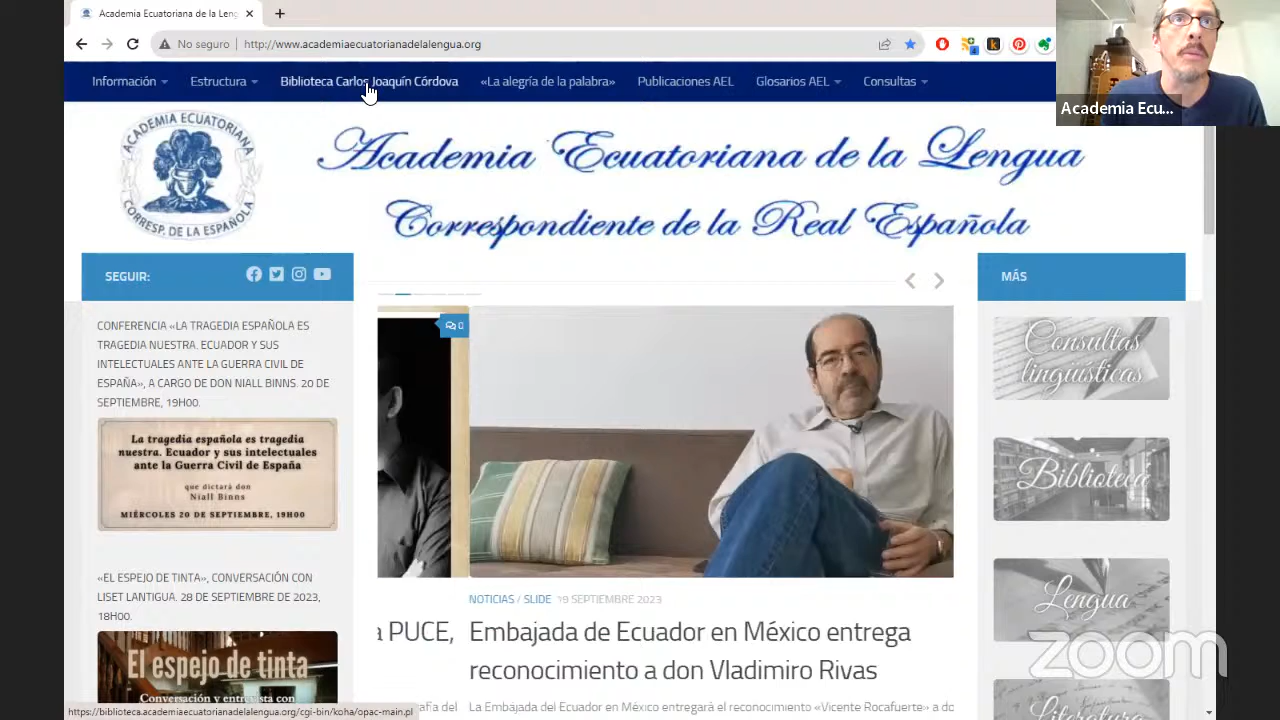 Academia Ecuatoriana de la Leng
No seguro
http://www.academiaecuatorianadelalengua.org
Información
Estructura
Biblioteca Carlos Joaquín Córdova
«La alegría de la palabra»
Publicaciones AEL
Glosarios AEL
Consultas
Academia Ecu...
ACADEMIA ECUATORIANA
CORRESP. DE LA ESPAÑOLA
Academia Ecuatoriana de la Lengua
Correspondiente de la Real Española
SEGUIR:
MÁS
CONFERENCIA «LA TRAGEDIA ESPAÑOLA ES
TRAGEDIA NUESTRA. ECUADOR Y SUS
INTELECTUALES ANTE LA GUERRA CIVIL DE
ESPAÑA», A CARGO DE DON NIALL BINNS. 20 DE
SEPTIEMBRE, 19H00.
La tragedia española es tragedia
nuestra. Ecuador y sus intelectuales
ante la Guerra Civil de España
que dictará don
Niall Binns
MIÉRCOLES 20 DE SEPTIEMBRE, 19H00
«EL ESPEJO DE TINTA», CONVERSACIÓN CON
LISET LANTIGUA. 28 DE SEPTIEMBRE DE 2023,
18H00.
El espejo de tinta
Conversación y entrevista con
0
NOTICIAS / SLIDE 19 SEPTIEMBRE 2023
a PUCE,
Embajada de Ecuador en México entrega
reconocimiento a don Vladimiro Rivas
afía del
La Embajada del Ecuador en México entregará el reconocimiento «Vicente Rocafuerte» a do
Consultas
lingüísticas
Biblioteca
Lengua
Literatura
zoom
https://biblioteca.academiaecuatorianadelalengua.org/cgi-bin/koha/opac-main.pl